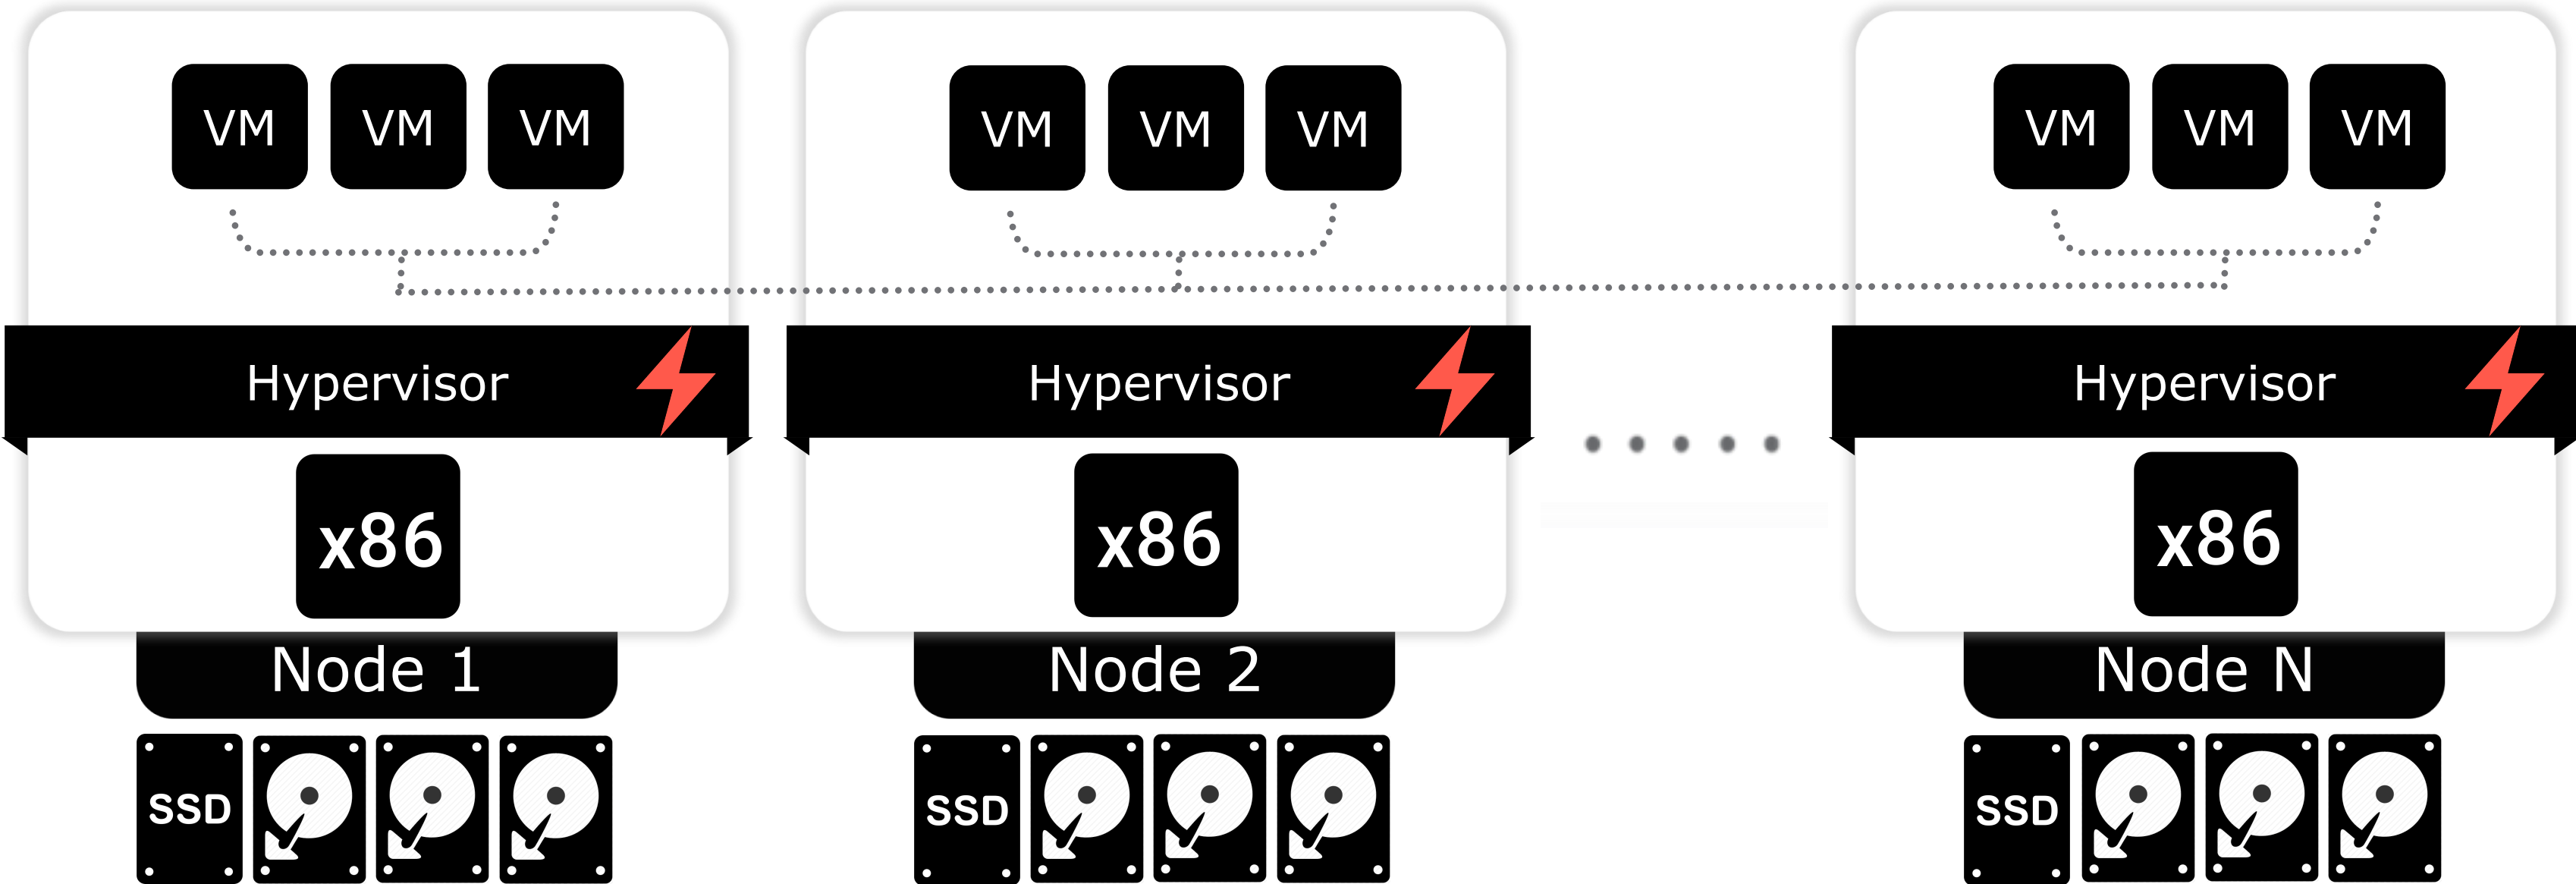 VM VM VM
Hypervisor
x86
Node 1
SSD
VM VM VM
Hypervisor
x86
Node 2
SSD
VM VM VM
Hypervisor
x86
Node N
SSD